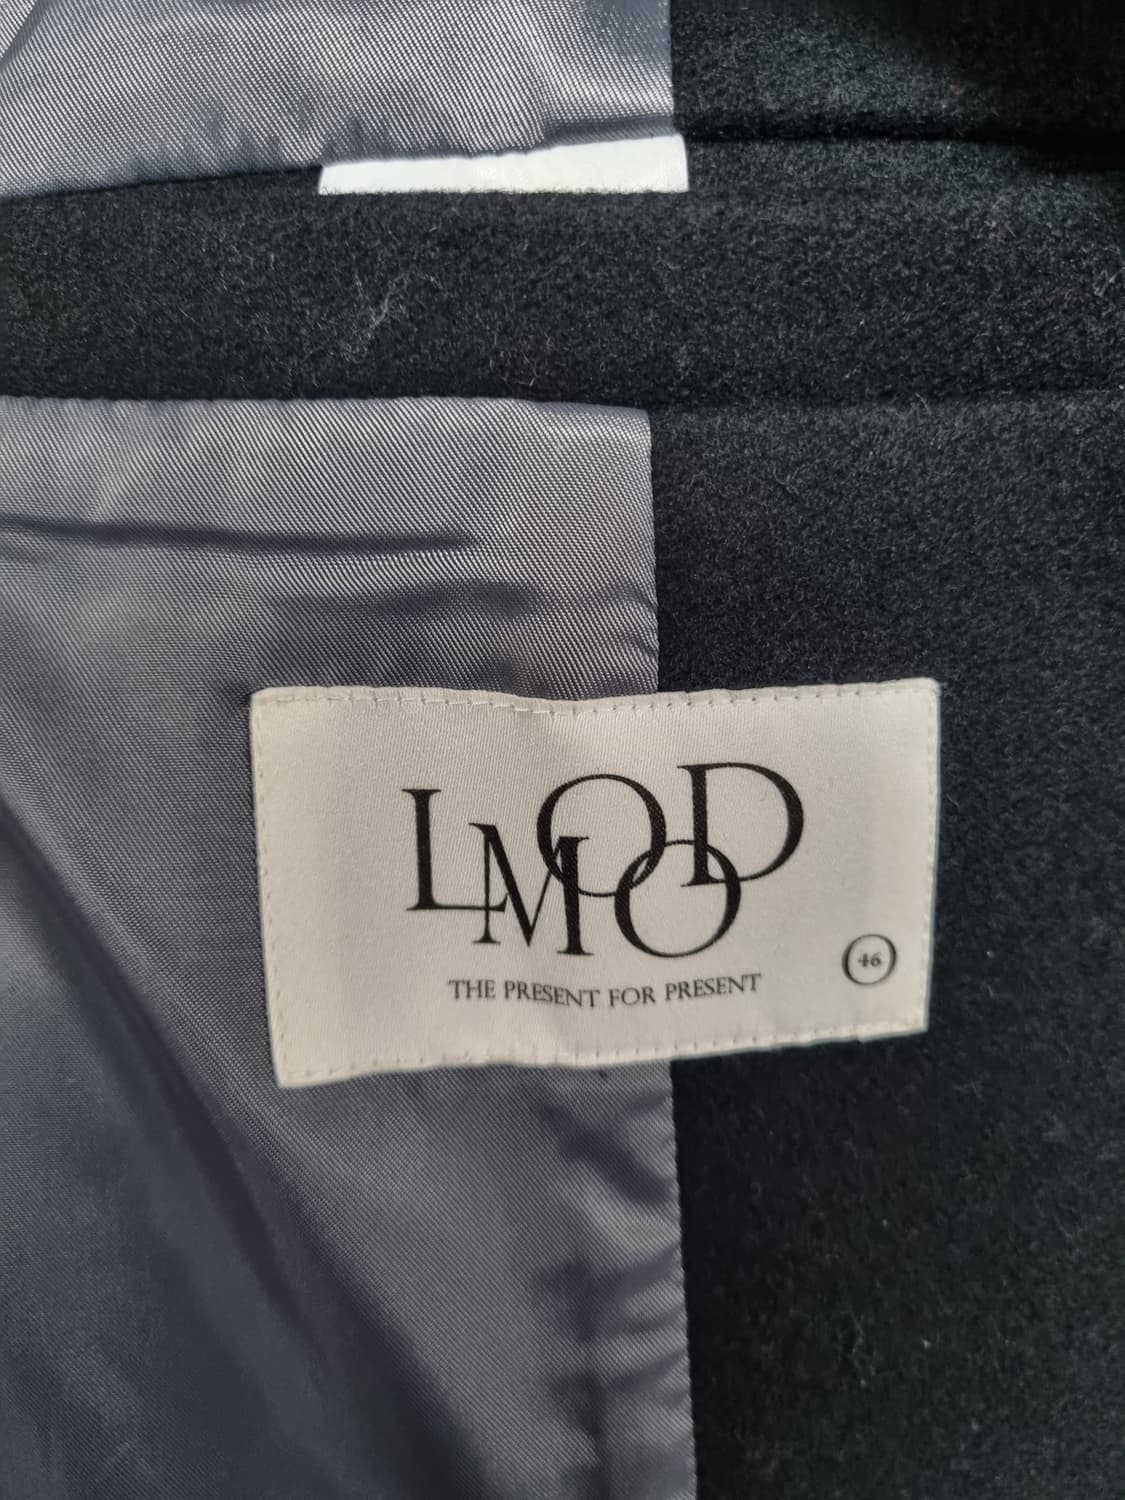 LMOOD
THE PRESENT FOR PRESENT
46